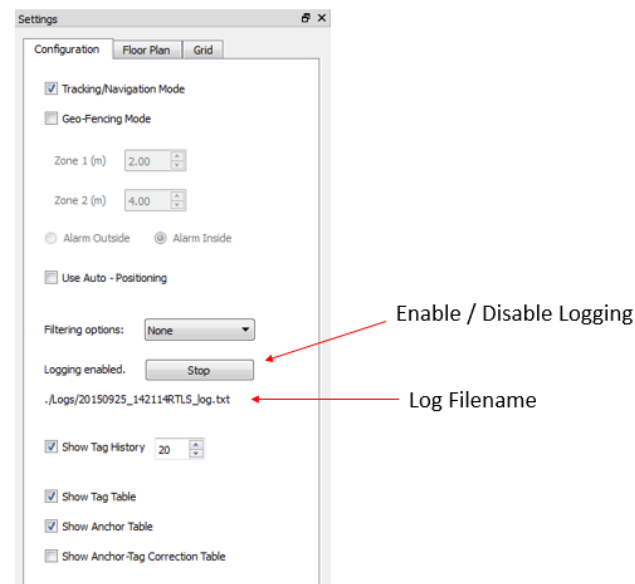 Settings
Configuration Floor Plan Grid
Tracking/Navigation Mode
Geo-Fencing Mode
Zone 1 (m) 2.00
Zone 2 (m) 4.00
Alarm Outside Alarm Inside
Use Auto - Positioning
Enable / Disable Logging
Filtering options: None
Logging enabled. Stop
./Logs/20150925_142114RTLS_log.txt
Log Filename
Show Tag History 20
Show Tag Table
Show Anchor Table
Show Anchor-Tag Correction Table